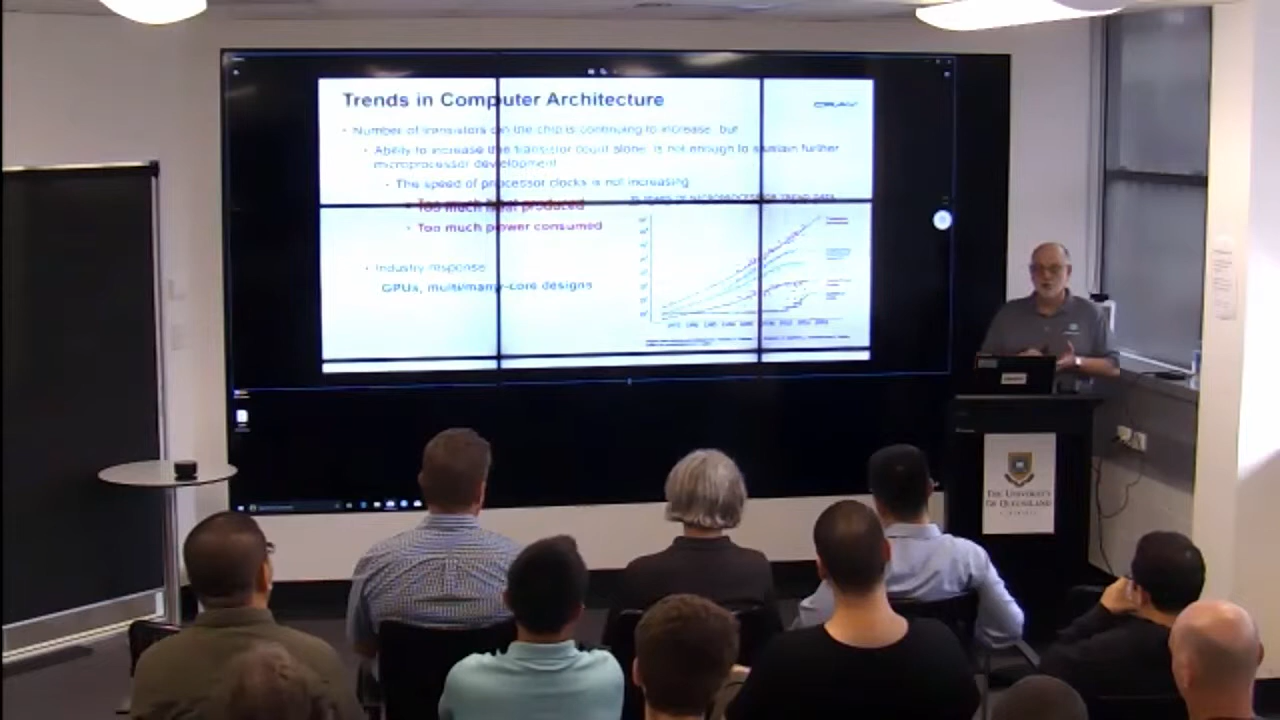 Trends in Computer Architecture
CRAY
• Number of transistors on the chip is continuing to increase, but
• Ability to increase the transistor count alone, is not enough to sustain further
microprocessor development
• The speed of processor clocks is not increasing
• Too much heat produced
• Too much power consumed
• Industry response
GPUs, multi/many-core designs
THE UNIVERSITY
OF QUEENSLAND